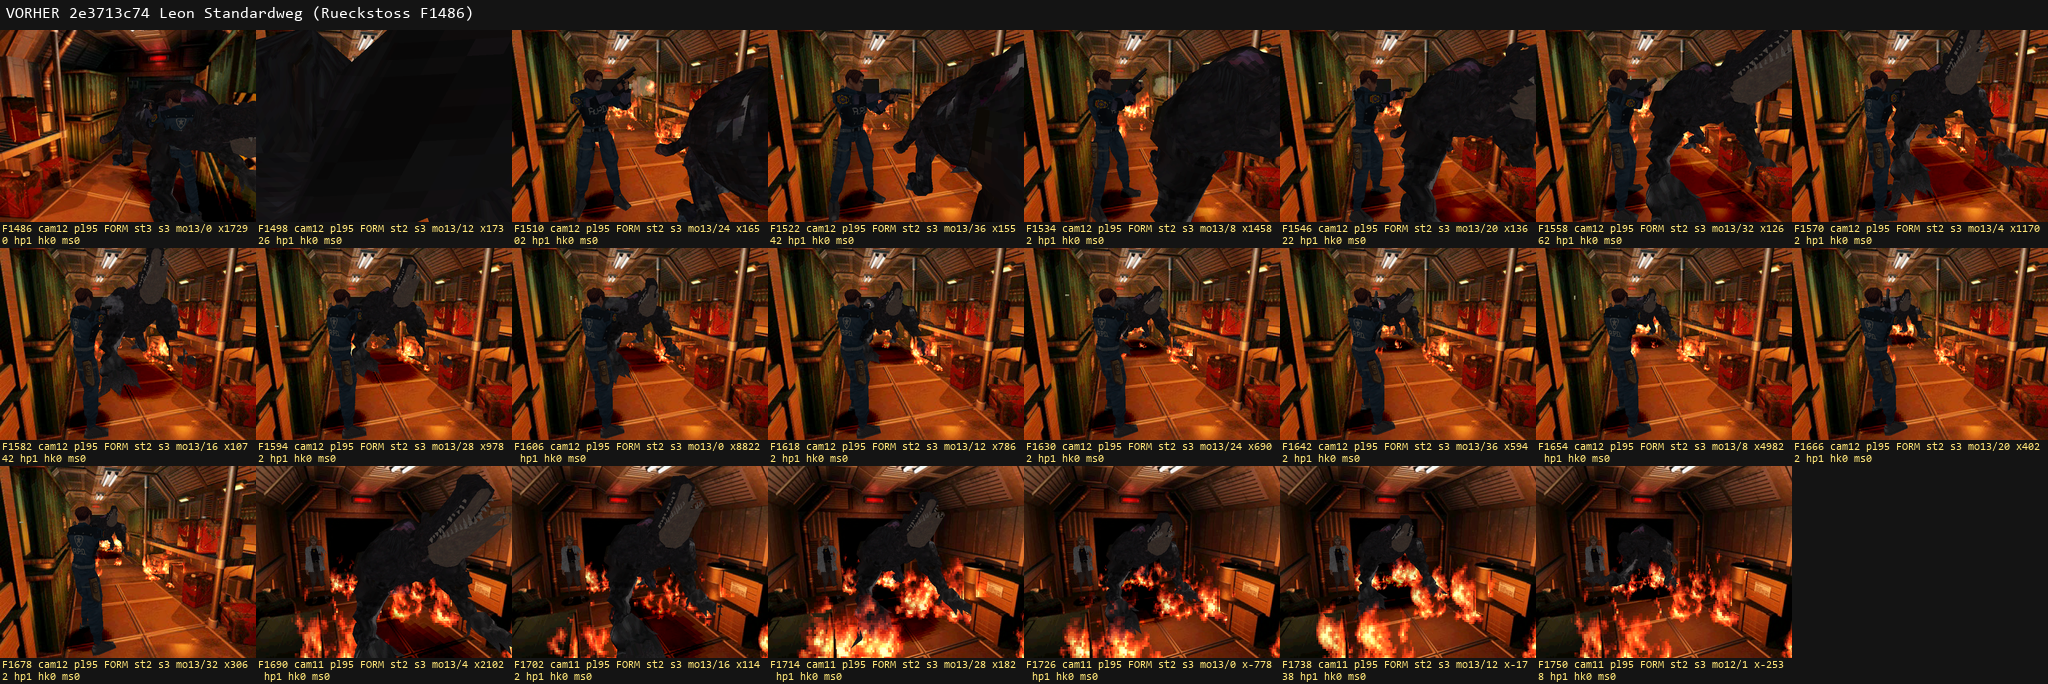 VORHER 2e3713c74 Leon Standardweg (Rueckstoss F1486)
F1486 cam12 pl95 FORM st3 s3 mo13/0 x1729
0 hp1 hk0 ms0
F1498 cam12 pl95 FORM st2 s3 mo13/12 x173
26 hp1 hk0 ms0
F1510 cam12 pl95 FORM st2 s3 mo13/24 x165
02 hp1 hk0 ms0
F1522 cam12 pl95 FORM st2 s3 mo13/36 x155
42 hp1 hk0 ms0
F1534 cam12 pl95 FORM st2 s3 mo13/8 x1458
2 hp1 hk0 ms0
F1546 cam12 pl95 FORM st2 s3 mo13/20 x136
22 hp1 hk0 ms0
F1558 cam12 pl95 FORM st2 s3 mo13/32 x126
62 hp1 hk0 ms0
F1570 cam12 pl95 FORM st2 s3 mo13/4 x1170
2 hp1 hk0 ms0
F1582 cam12 pl95 FORM st2 s3 mo13/16 x107
42 hp1 hk0 ms0
F1594 cam12 pl95 FORM st2 s3 mo13/28 x978
2 hp1 hk0 ms0
F1606 cam12 pl95 FORM st2 s3 mo13/0 x8822
hp1 hk0 ms0
F1618 cam12 pl95 FORM st2 s3 mo13/12 x786
2 hp1 hk0 ms0
F1630 cam12 pl95 FORM st2 s3 mo13/24 x690
2 hp1 hk0 ms0
F1642 cam12 pl95 FORM st2 s3 mo13/36 x594
2 hp1 hk0 ms0
F1654 cam12 pl95 FORM st2 s3 mo13/8 x4982
hp1 hk0 ms0
F1666 cam12 pl95 FORM st2 s3 mo13/20 x402
2 hp1 hk0 ms0
F1678 cam12 pl95 FORM st2 s3 mo13/32 x306
2 hp1 hk0 ms0
F1690 cam11 pl95 FORM st2 s3 mo13/4 x2102
hp1 hk0 ms0
F1702 cam11 pl95 FORM st2 s3 mo13/16 x114
2 hp1 hk0 ms0
F1714 cam11 pl95 FORM st2 s3 mo13/28 x182
hp1 hk0 ms0
F1726 cam11 pl95 FORM st2 s3 mo13/0 x-778
hp1 hk0 ms0
F1738 cam11 pl95 FORM st2 s3 mo13/12 x-17
38 hp1 hk0 ms0
F1750 cam11 pl95 FORM st2 s3 mo12/1 x-253
8 hp1 hk0 ms0